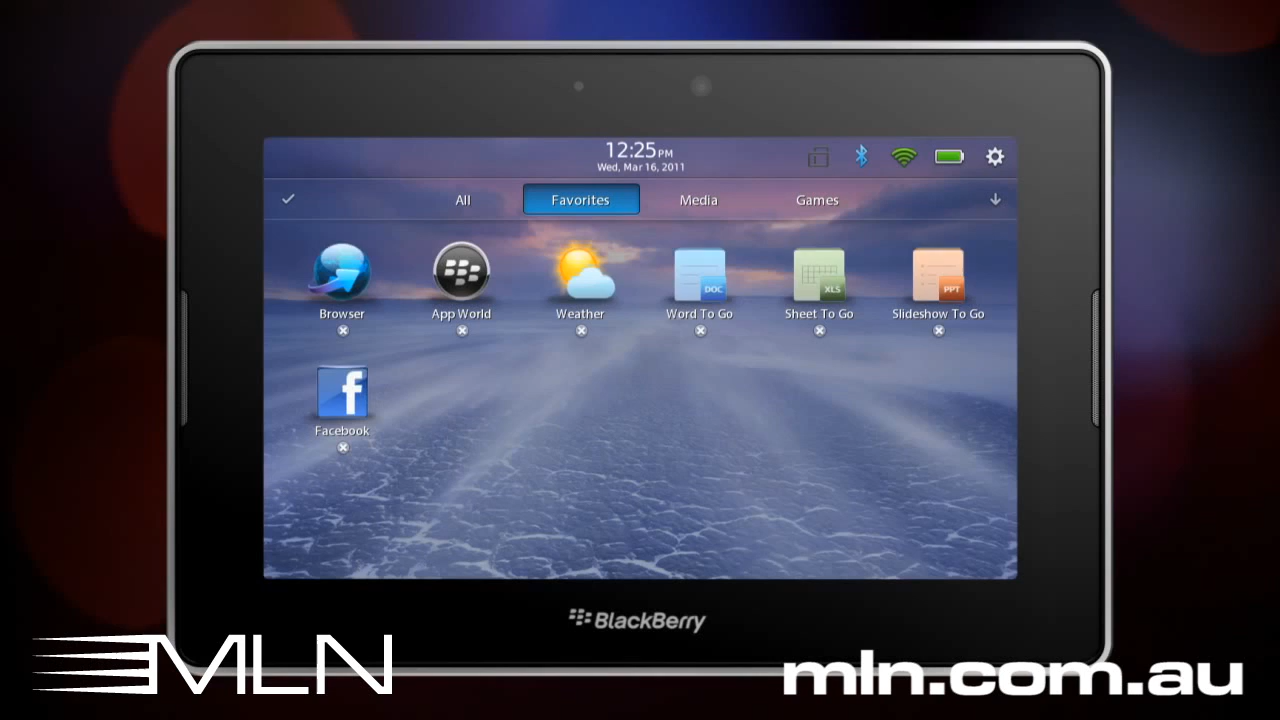 12:25PM
Wed, Mar 16, 2011
All Favorites Media Games
Browser App World Weather Word To Go Sheet To Go Slideshow To Go
DOC XLS PPT
Facebook
BlackBerry
MLN
mln.com.au